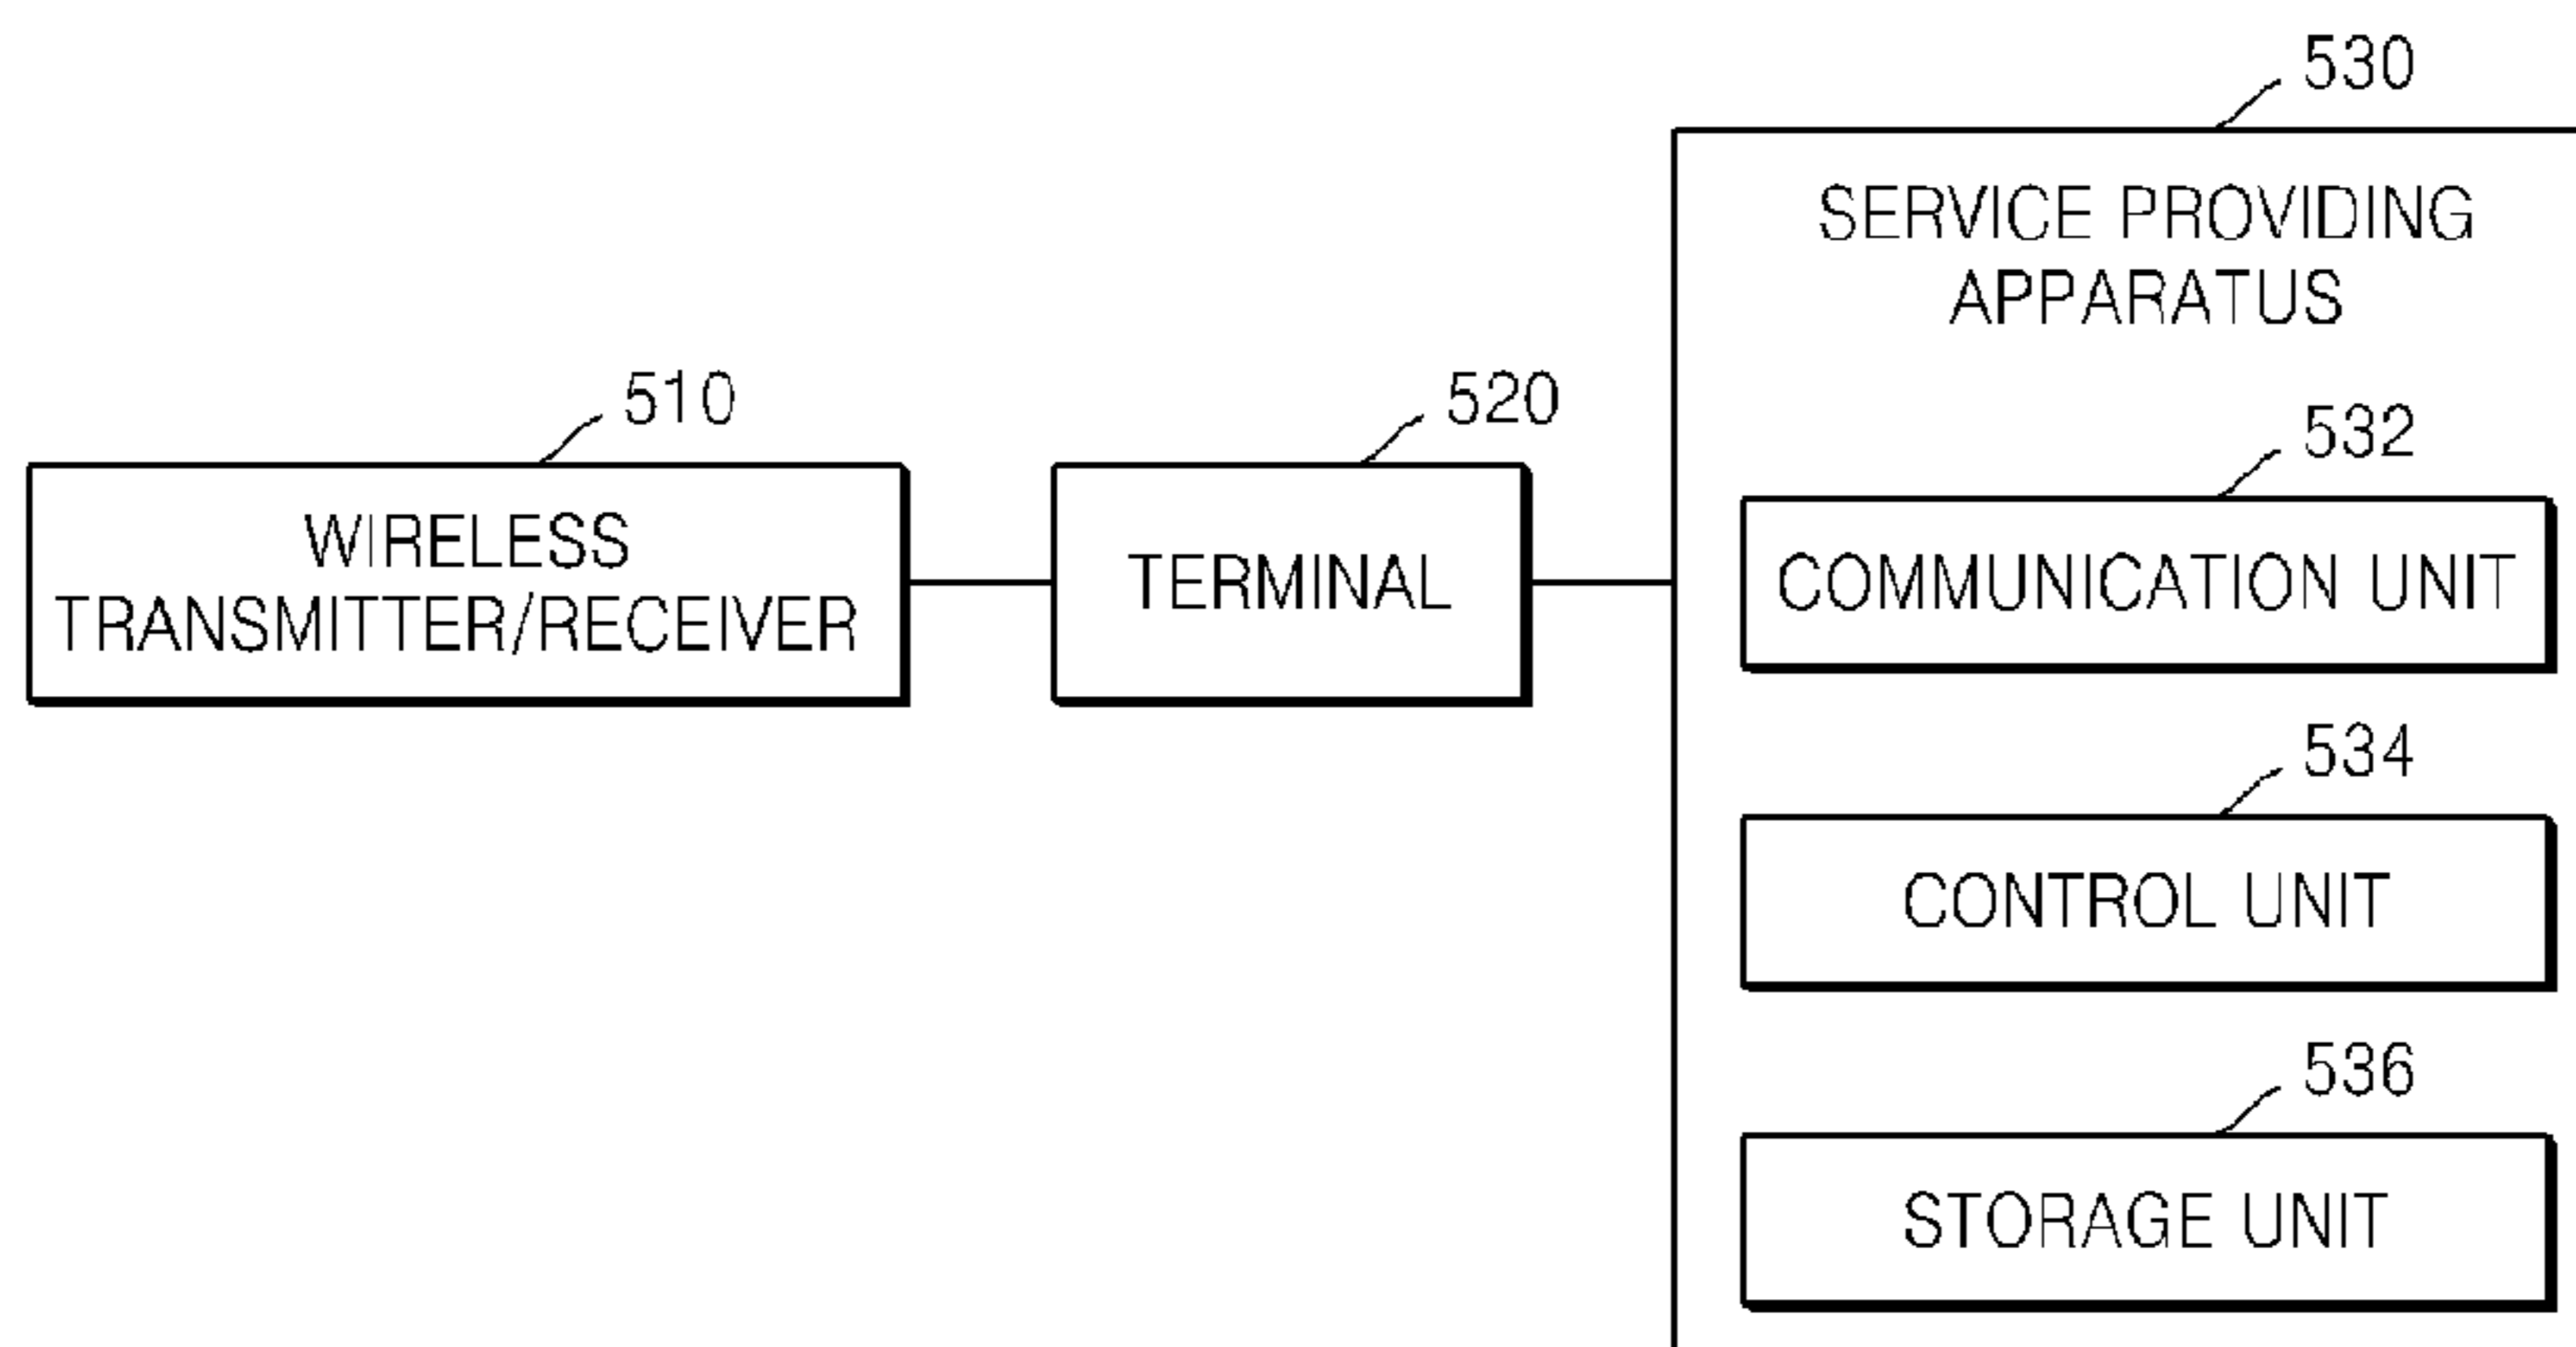 530
SERVICE PROVIDING
APPARATUS
510
520
532
WIRELESS
TRANSMITTER/RECEIVER
TERMINAL
COMMUNICATION UNIT
534
CONTROL UNIT
536
STORAGE UNIT